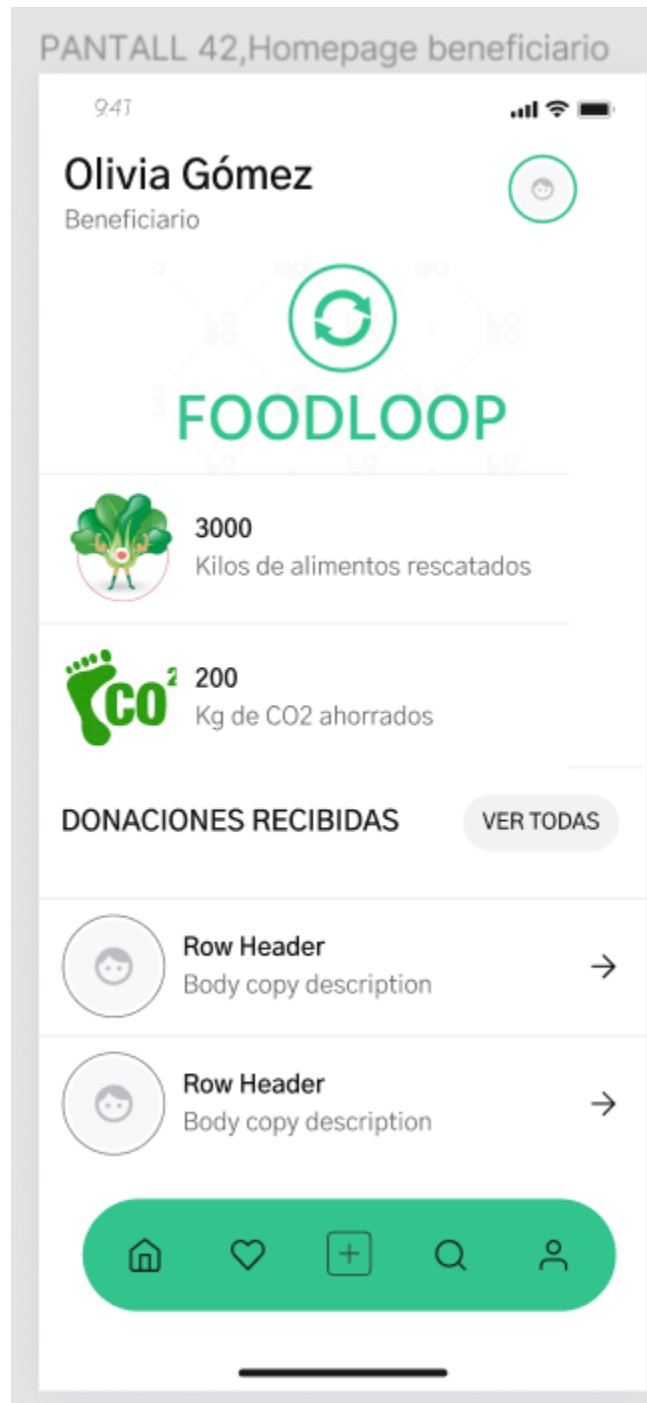 PANTALL 42,Homepage beneficiario
9:41
Olivia Gómez
Beneficiario
FOODLOOP
3000
Kilos de alimentos rescatados
CO²
200
Kg de CO2 ahorrados
DONACIONES RECIBIDAS VER TODAS
Row Header
Body copy description
Row Header
Body copy description